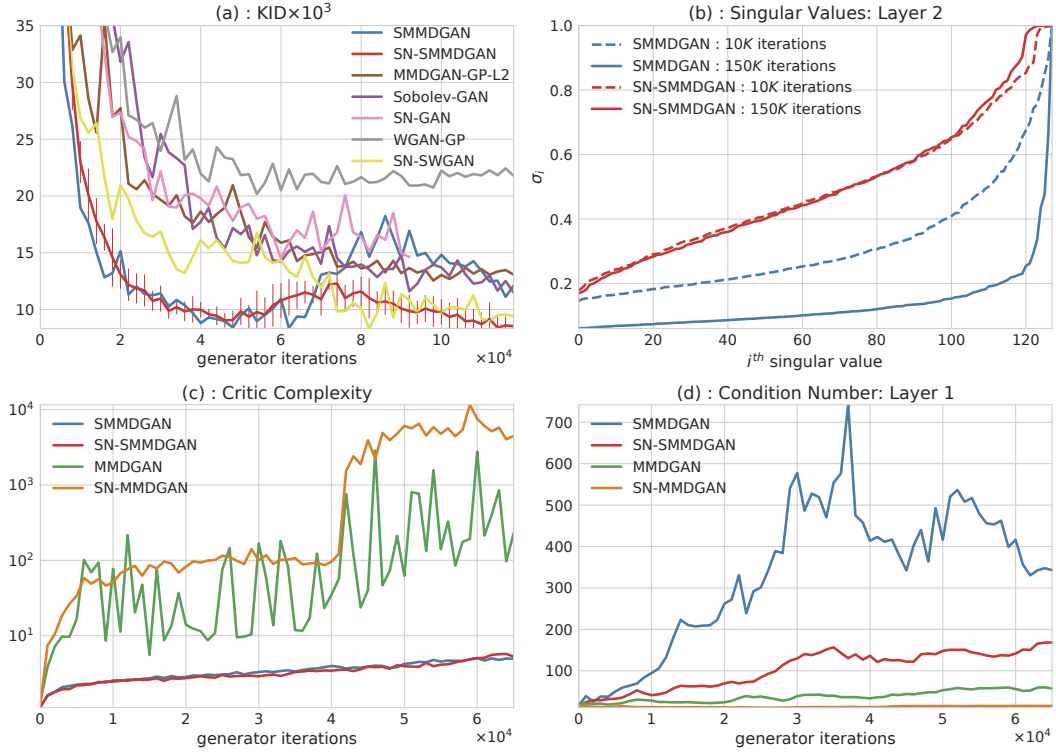 (a) : KID×10³
35
30
25
20
15
10
0
2
4
6
8
10
generator iterations
×10⁴
SMMDGAN
SN-SMMDGAN
MMDGAN-GP-L2
Sobolev-GAN
SN-GAN
WGAN-GP
SN-SWGAN
(b) : Singular Values: Layer 2
σᵢ
1.0
0.8
0.6
0.4
0.2
0
20
40
60
80
100
120
iᵗʰ singular value
SMMDGAN : 10K iterations
SMMDGAN : 150K iterations
SN-SMMDGAN : 10K iterations
SN-SMMDGAN : 150K iterations
(c) : Critic Complexity
10⁴
10³
10²
10¹
0
1
2
3
4
5
6
generator iterations
×10⁴
SMMDGAN
SN-SMMDGAN
MMDGAN
SN-MMDGAN
(d) : Condition Number: Layer 1
700
600
500
400
300
200
100
0
1
2
3
4
5
6
generator iterations
×10⁴
SMMDGAN
SN-SMMDGAN
MMDGAN
SN-MMDGAN